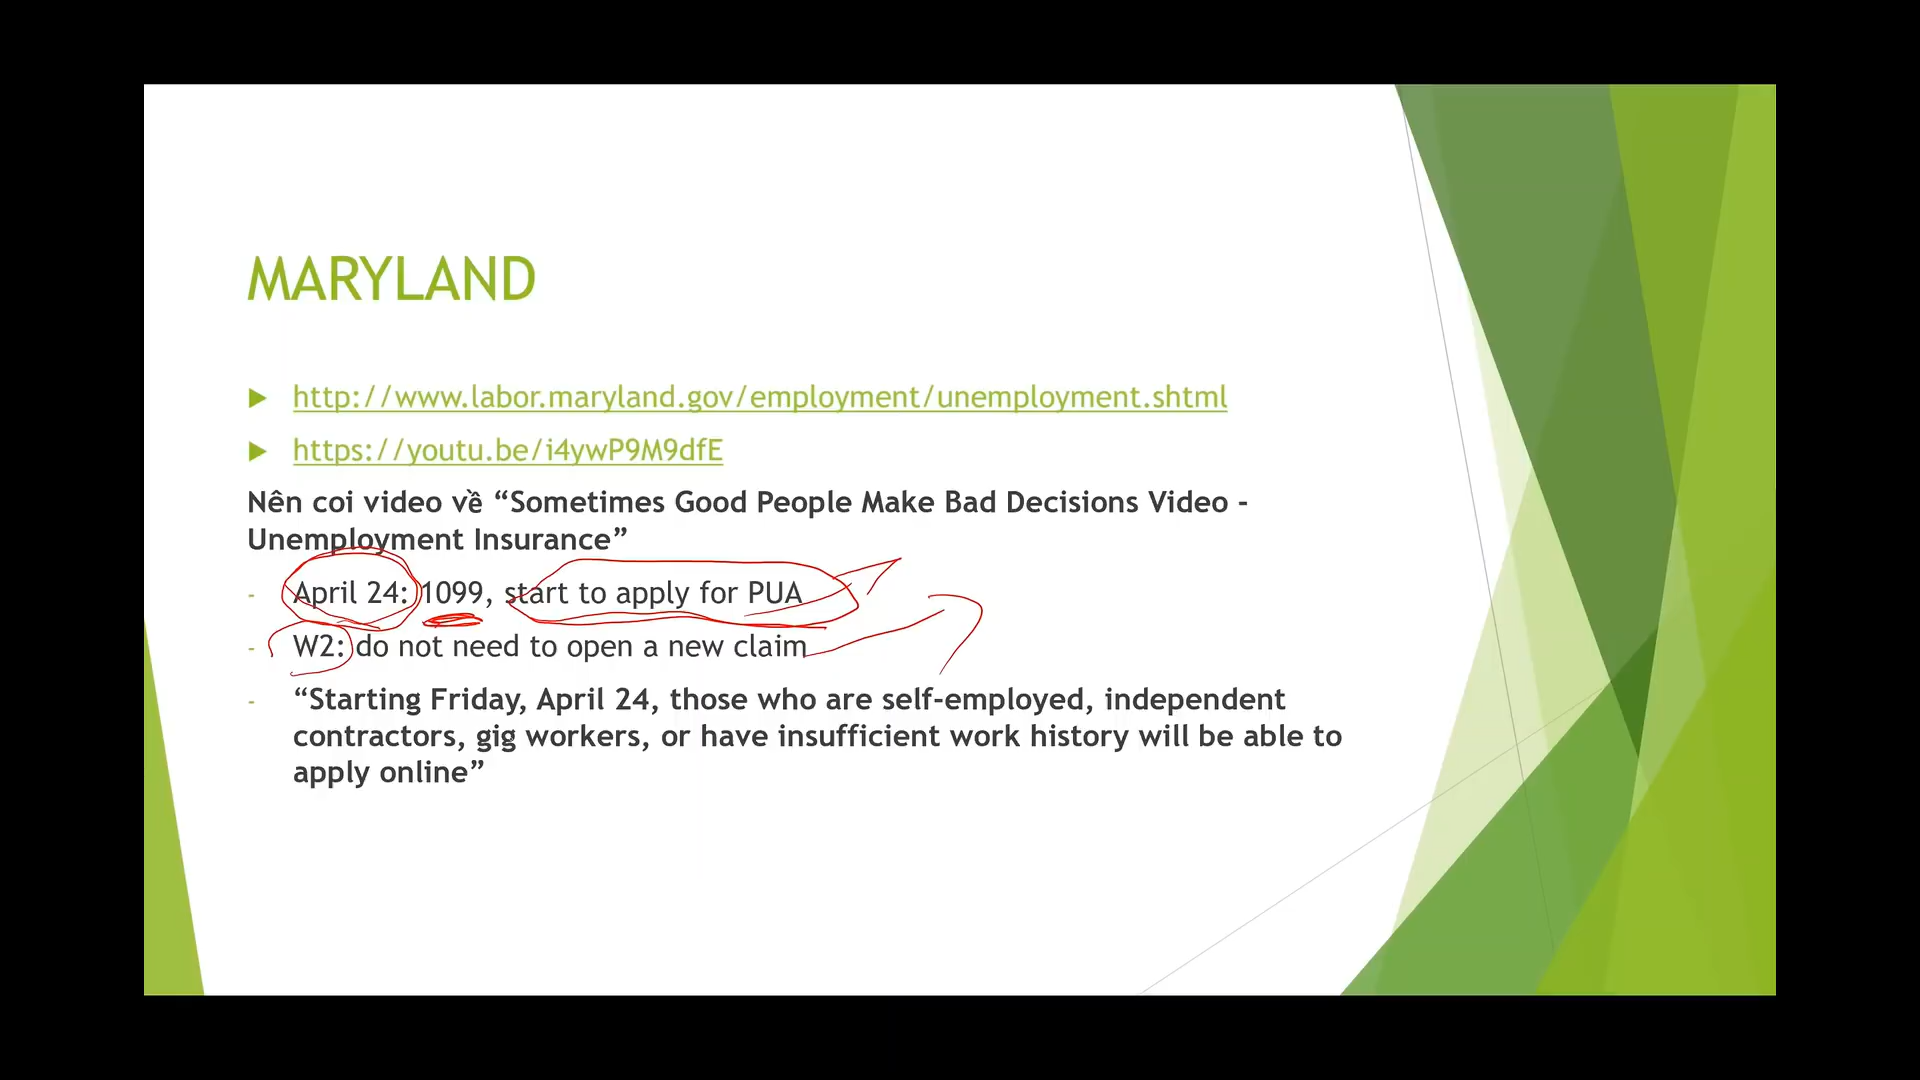 MARYLAND
http://www.labor.maryland.gov/employment/unemployment.shtml
https://youtu.be/i4ywP9M9dfE
Nên coi video về “Sometimes Good People Make Bad Decisions Video -
Unemployment Insurance”
- April 24: 1099, start to apply for PUA
- W2: do not need to open a new claim
- “Starting Friday, April 24, those who are self-employed, independent
contractors, gig workers, or have insufficient work history will be able to
apply online”